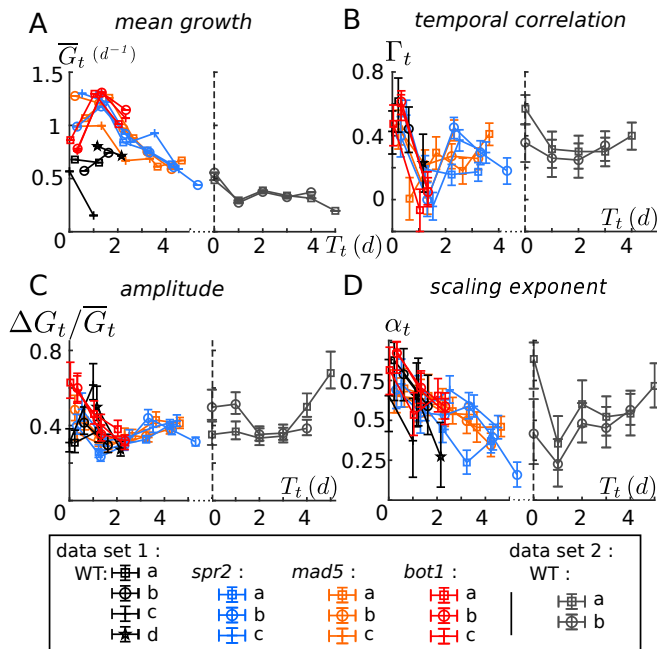 A mean growth
G̅ₜ (d⁻¹)
1.5
1
0.5
0
0 2 4 0 2 4
Tₜ (d)
B temporal correlation
Γₜ
0.8
0.4
0
0 2 4 0 2 4
Tₜ (d)
C amplitude
ΔGₜ/G̅ₜ
0.8
0.4
0
0 2 4 0 2 4
Tₜ (d)
D scaling exponent
αₜ
0.75
0.5
0.25
0 2 4 0 2 4
Tₜ (d)
data set 1 : data set 2 :
WT: spr2 : mad5 : bot1 : WT :
a a a a a
b b b b b
c c c c
d